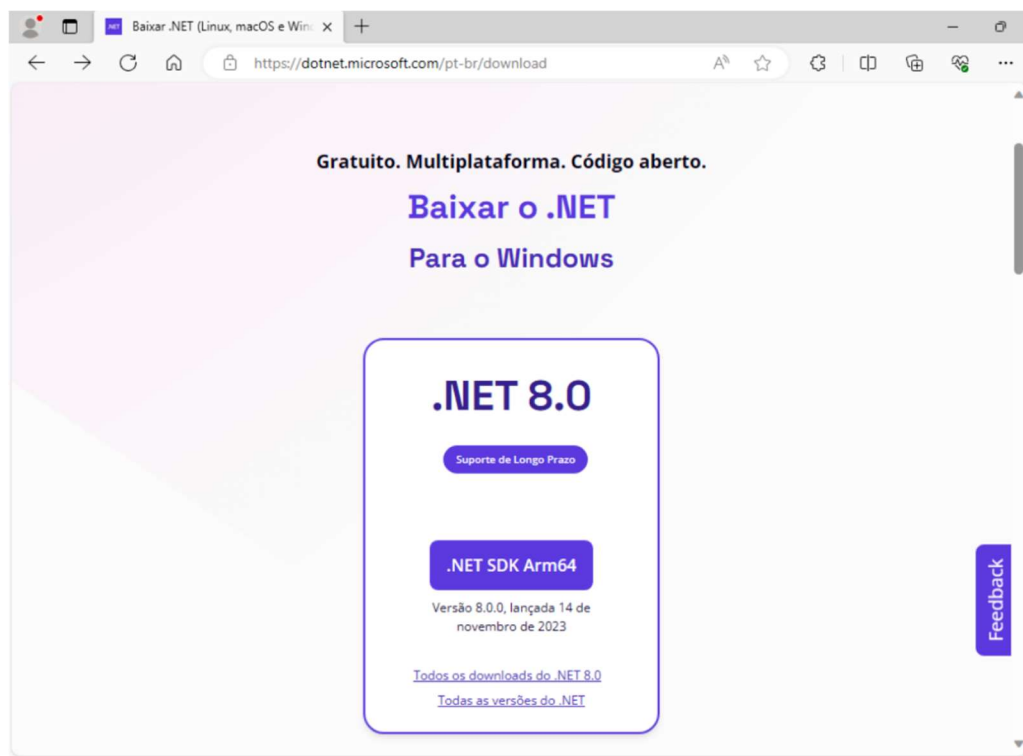 .NET
Baixar .NET (Linux, macOS e Wind
https://dotnet.microsoft.com/pt-br/download
Gratuito. Multiplataforma. Código aberto.
Baixar o .NET
Para o Windows
.NET 8.0
Suporte de Longo Prazo
.NET SDK Arm64
Versão 8.0.0, lançada 14 de
novembro de 2023
Todos os downloads do .NET 8.0
Todas as versões do .NET
Feedback